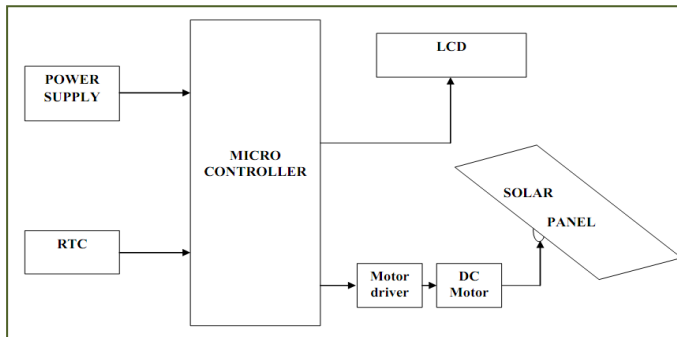 LCD
POWER
SUPPLY
MICRO
CONTROLLER
SOLAR
PANEL
RTC
Motor
driver
DC
Motor